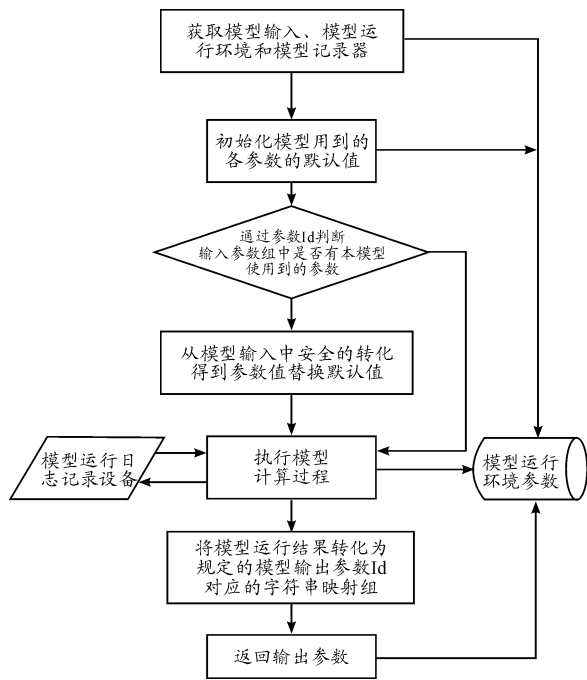 获取模型输入、模型运
行环境和模型记录器
初始化模型用到的
各参数的默认值
通过参数Id判断
输入参数组中是否有本模型
使用到的参数
从模型输入中安全的转化
得到参数值替换默认值
模型运行日
志记录设备
执行模型
计算过程
模型运行
环境参数
将模型运行结果转化为
规定的模型输出参数Id
对应的字符串映射组
返回输出参数